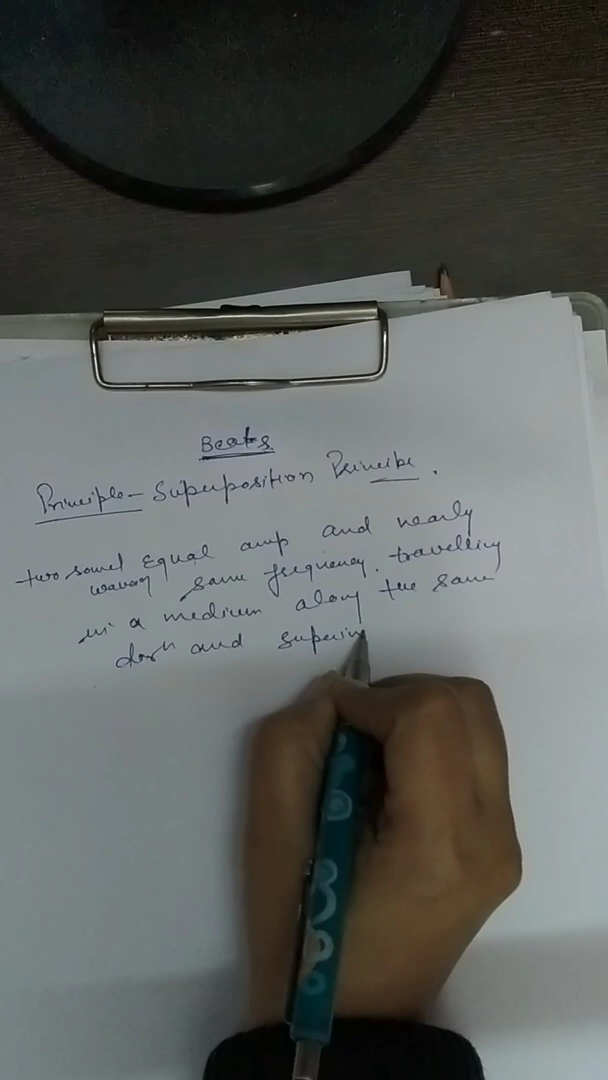 Beats
Principle - Superposition Principle .
two sound Equal amp and nearly
waves same frequency. travelling
in a medium along the same
dirⁿ and superim